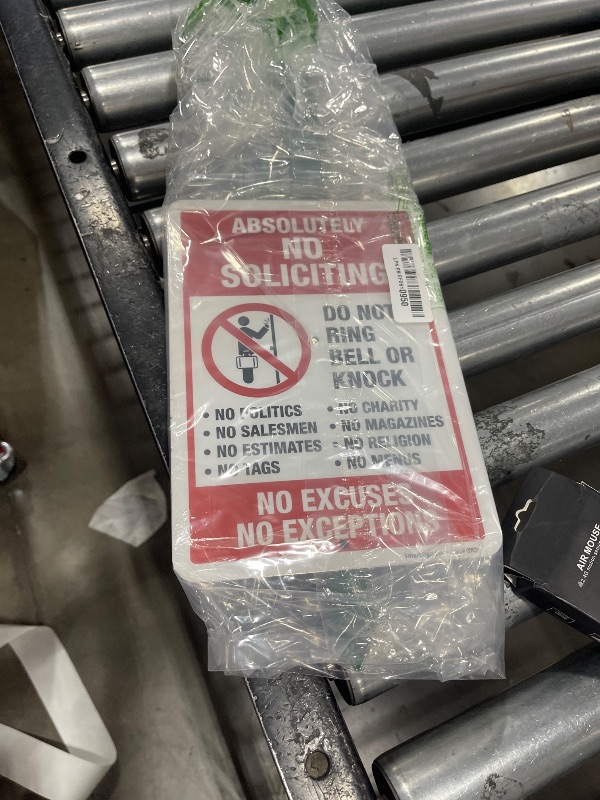 ABSOLUTELY
NO
SOLICITING
DO NOT
RING
BELL OR
KNOCK
• NO POLITICS
• NO SALESMEN
• NO ESTIMATES
• NO TAGS
• NO CHARITY
• NO MAGAZINES
• NO RELIGION
• NO MENUS
NO EXCUSES
NO EXCEPTIONS
AIR MOUSE